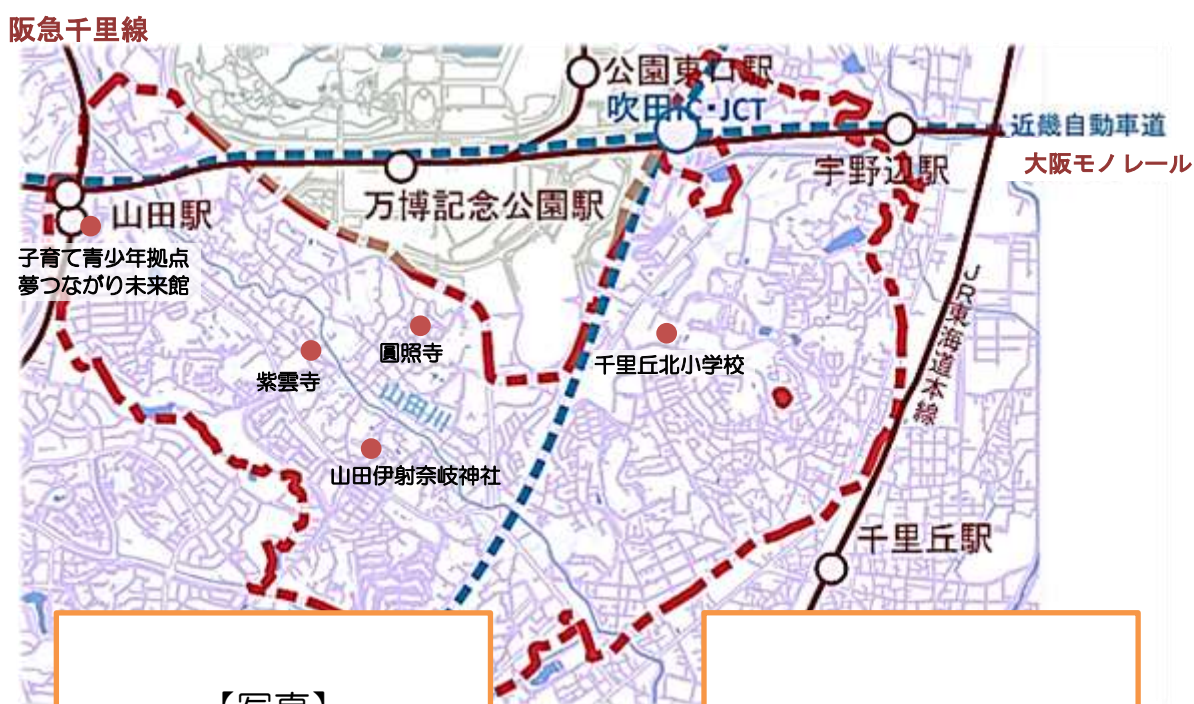 阪急千里線
公園東口駅
吹田IC・JCT
近畿自動車道
宇野辺駅
大阪モノレール
山田駅
万博記念公園駅
子育て青少年拠点
夢つながり未来館
JR東海道本線
圓照寺
千里丘北小学校
紫雲寺
山田川
山田伊射奈岐神社
千里丘駅
【写真】